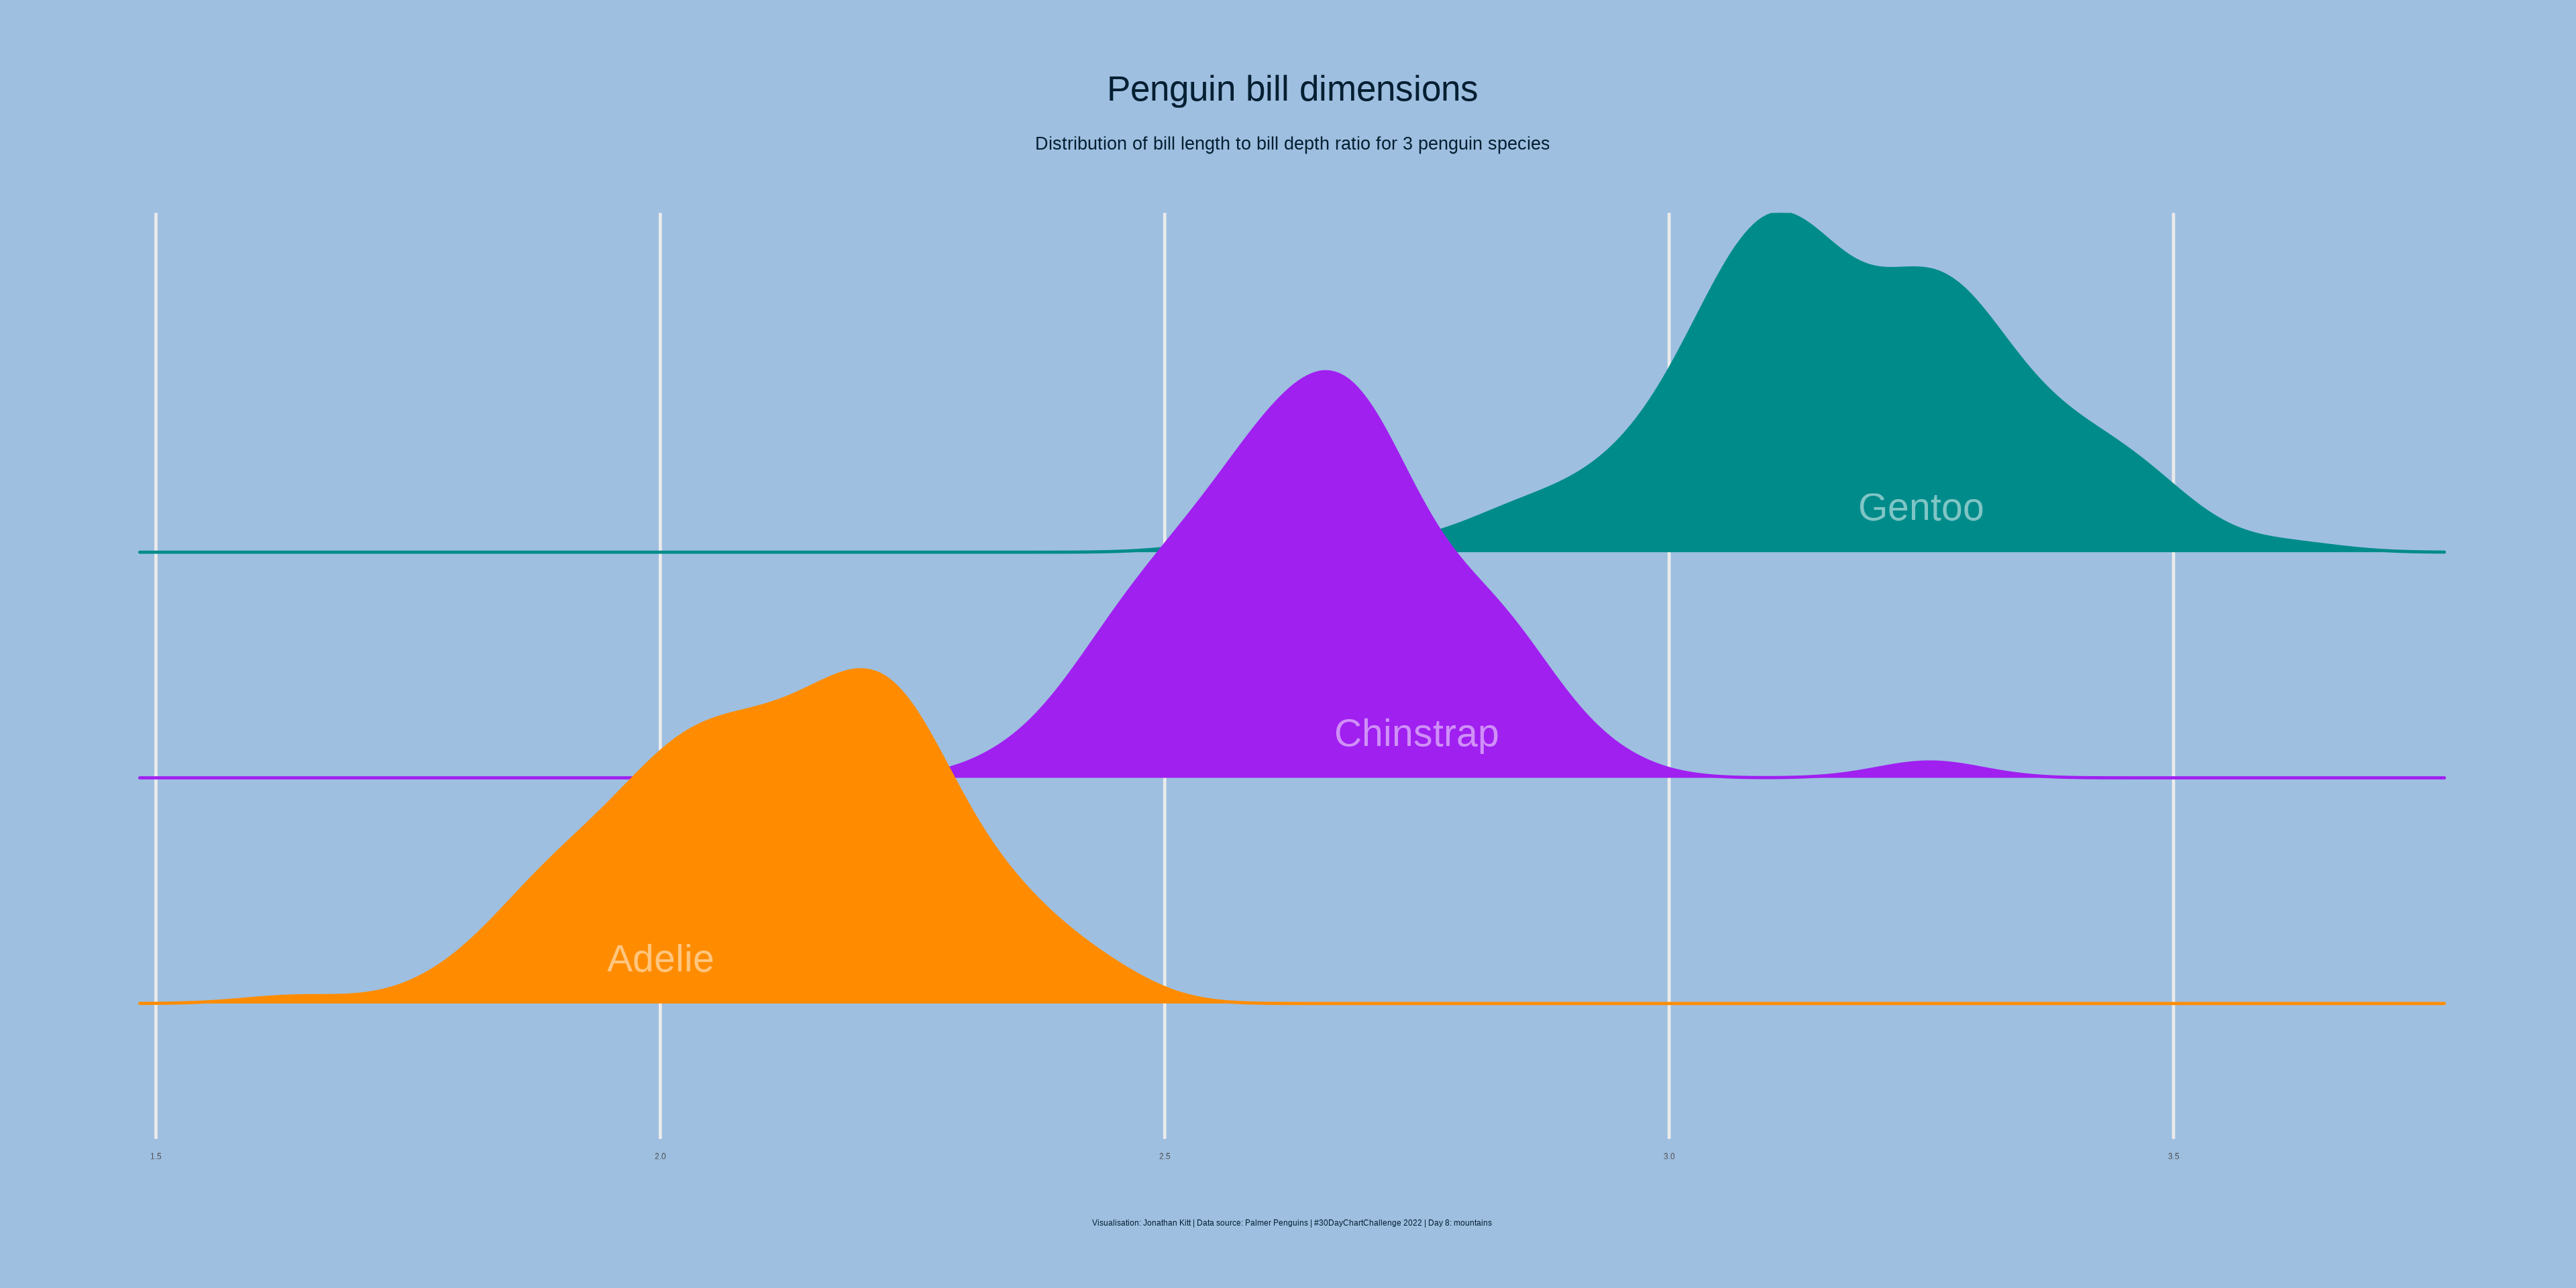 Penguin bill dimensions
Distribution of bill length to bill depth ratio for 3 penguin species
Gentoo
Chinstrap
Adelie
1.5 2.0 2.5 3.0 3.5
Visualisation: Jonathan Kitt | Data source: Palmer Penguins | #30DayChartChallenge 2022 | Day 8: mountains